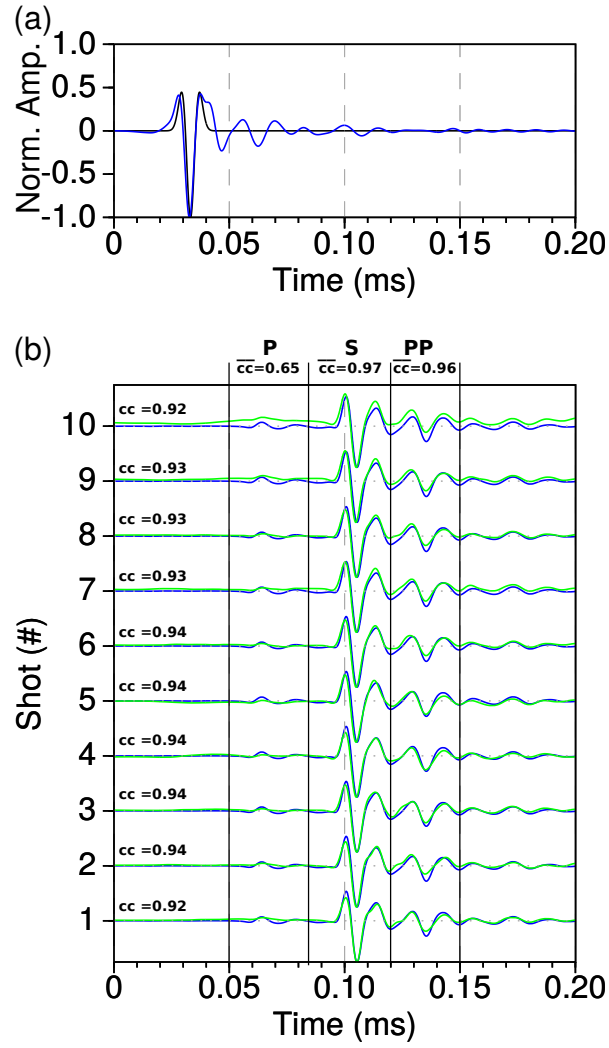 (a)
Norm. Amp.
1.0
0.5
0
-0.5
-1.0
0 0.05 0.10 0.15 0.20
Time (ms)
(b)
P S PP
cc=0.65 cc=0.97 cc=0.96
Shot (#)
10 cc =0.92
9 cc =0.93
8 cc =0.93
7 cc =0.93
6 cc =0.94
5 cc =0.94
4 cc =0.94
3 cc =0.94
2 cc =0.94
1 cc =0.92
0 0.05 0.10 0.15 0.20
Time (ms)